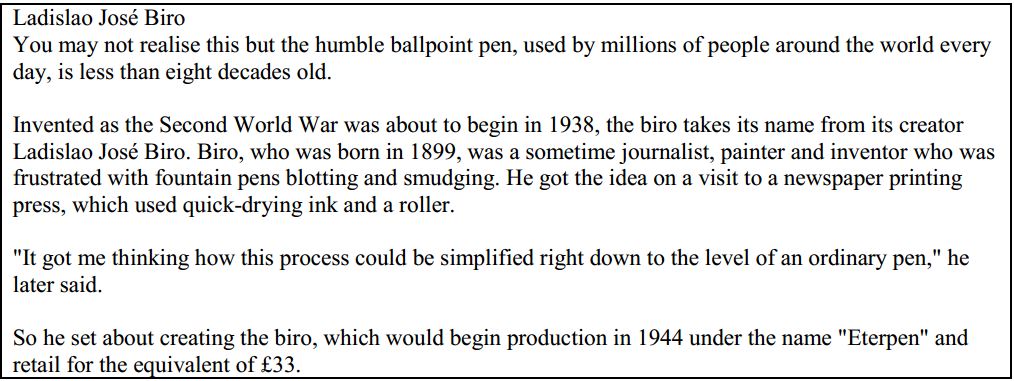 Ladislao José Biro
You may not realise this but the humble ballpoint pen, used by millions of people around the world every
day, is less than eight decades old.
Invented as the Second World War was about to begin in 1938, the biro takes its name from its creator
Ladislao José Biro. Biro, who was born in 1899, was a sometime journalist, painter and inventor who was
frustrated with fountain pens blotting and smudging. He got the idea on a visit to a newspaper printing
press, which used quick-drying ink and a roller.
"It got me thinking how this process could be simplified right down to the level of an ordinary pen," he
later said.
So he set about creating the biro, which would begin production in 1944 under the name "Eterpen" and
retail for the equivalent of £33.